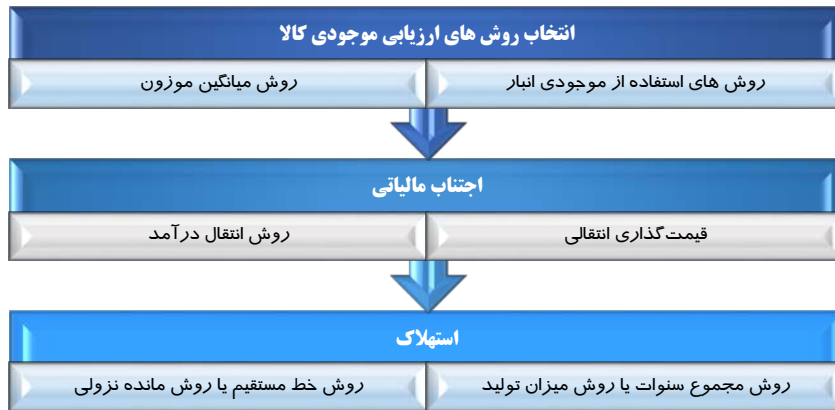 انتخاب روش های ارزیابی موجودی کالا
روش های استفاده از موجودی انبار
روش میانگین موزون
اجتناب مالیاتی
قیمت‌گذاری انتقالی
روش انتقال درآمد
استهلاک
روش مجموع سنوات یا روش میزان تولید
روش خط مستقیم یا روش مانده نزولی